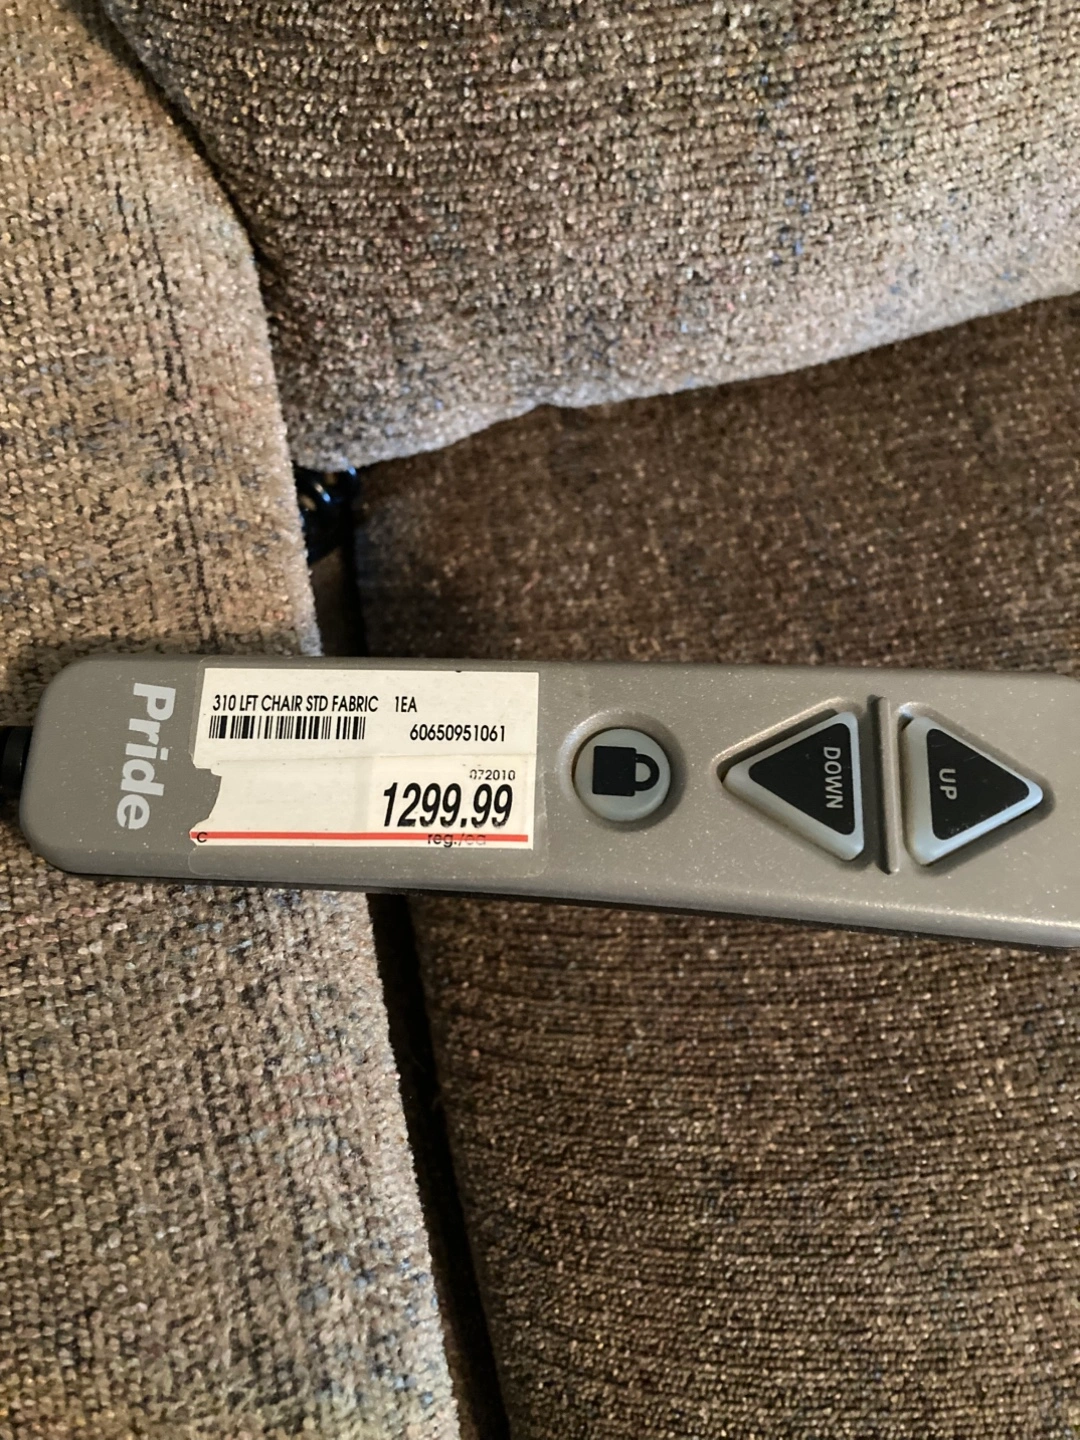 Pride
310 LFT CHAIR STD FABRIC 1EA
60650951061
072010
1299.99
C reg./ea
DOWN
UP